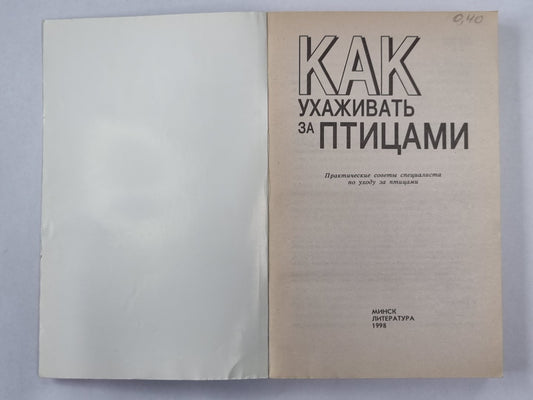 0,40
КАК
УХАЖИВАТЬ
ЗА ПТИЦАМИ
Практические советы специалиста
по уходу за птицами
МИНСК
ЛИТЕРАТУРА
1998